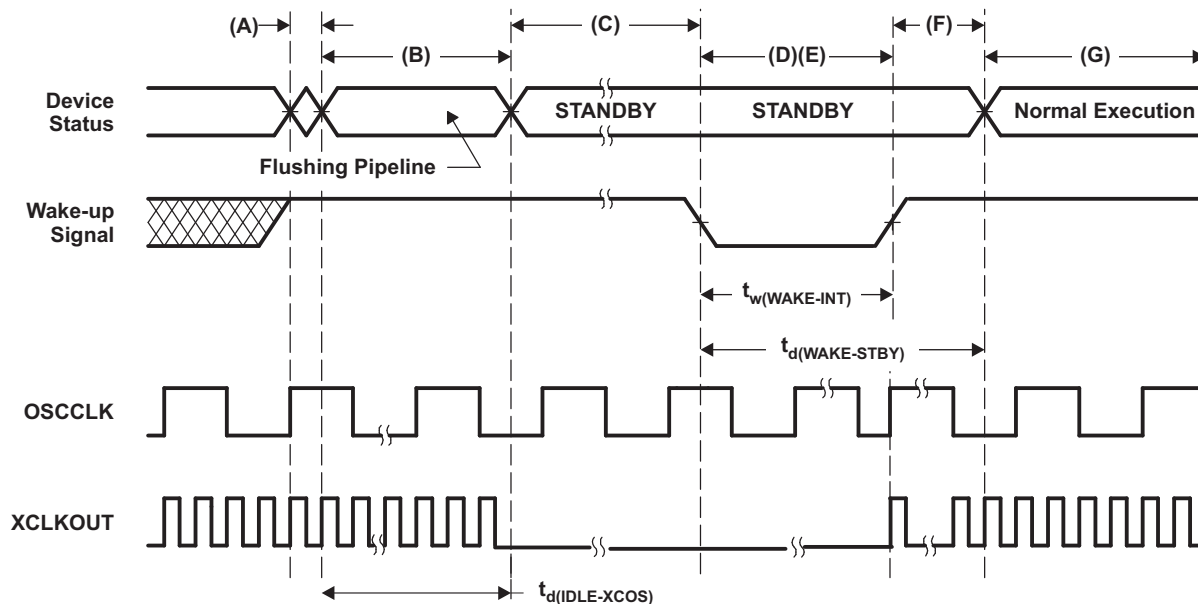 (A)
(C)
(F)
(B)
(D)(E)
(G)
Device
Status
STANDBY
STANDBY
Normal Execution
Flushing Pipeline
Wake-up
Signal
tw(WAKE-INT)
td(WAKE-STBY)
OSCCLK
XCLKOUT
td(IDLE-XCOS)